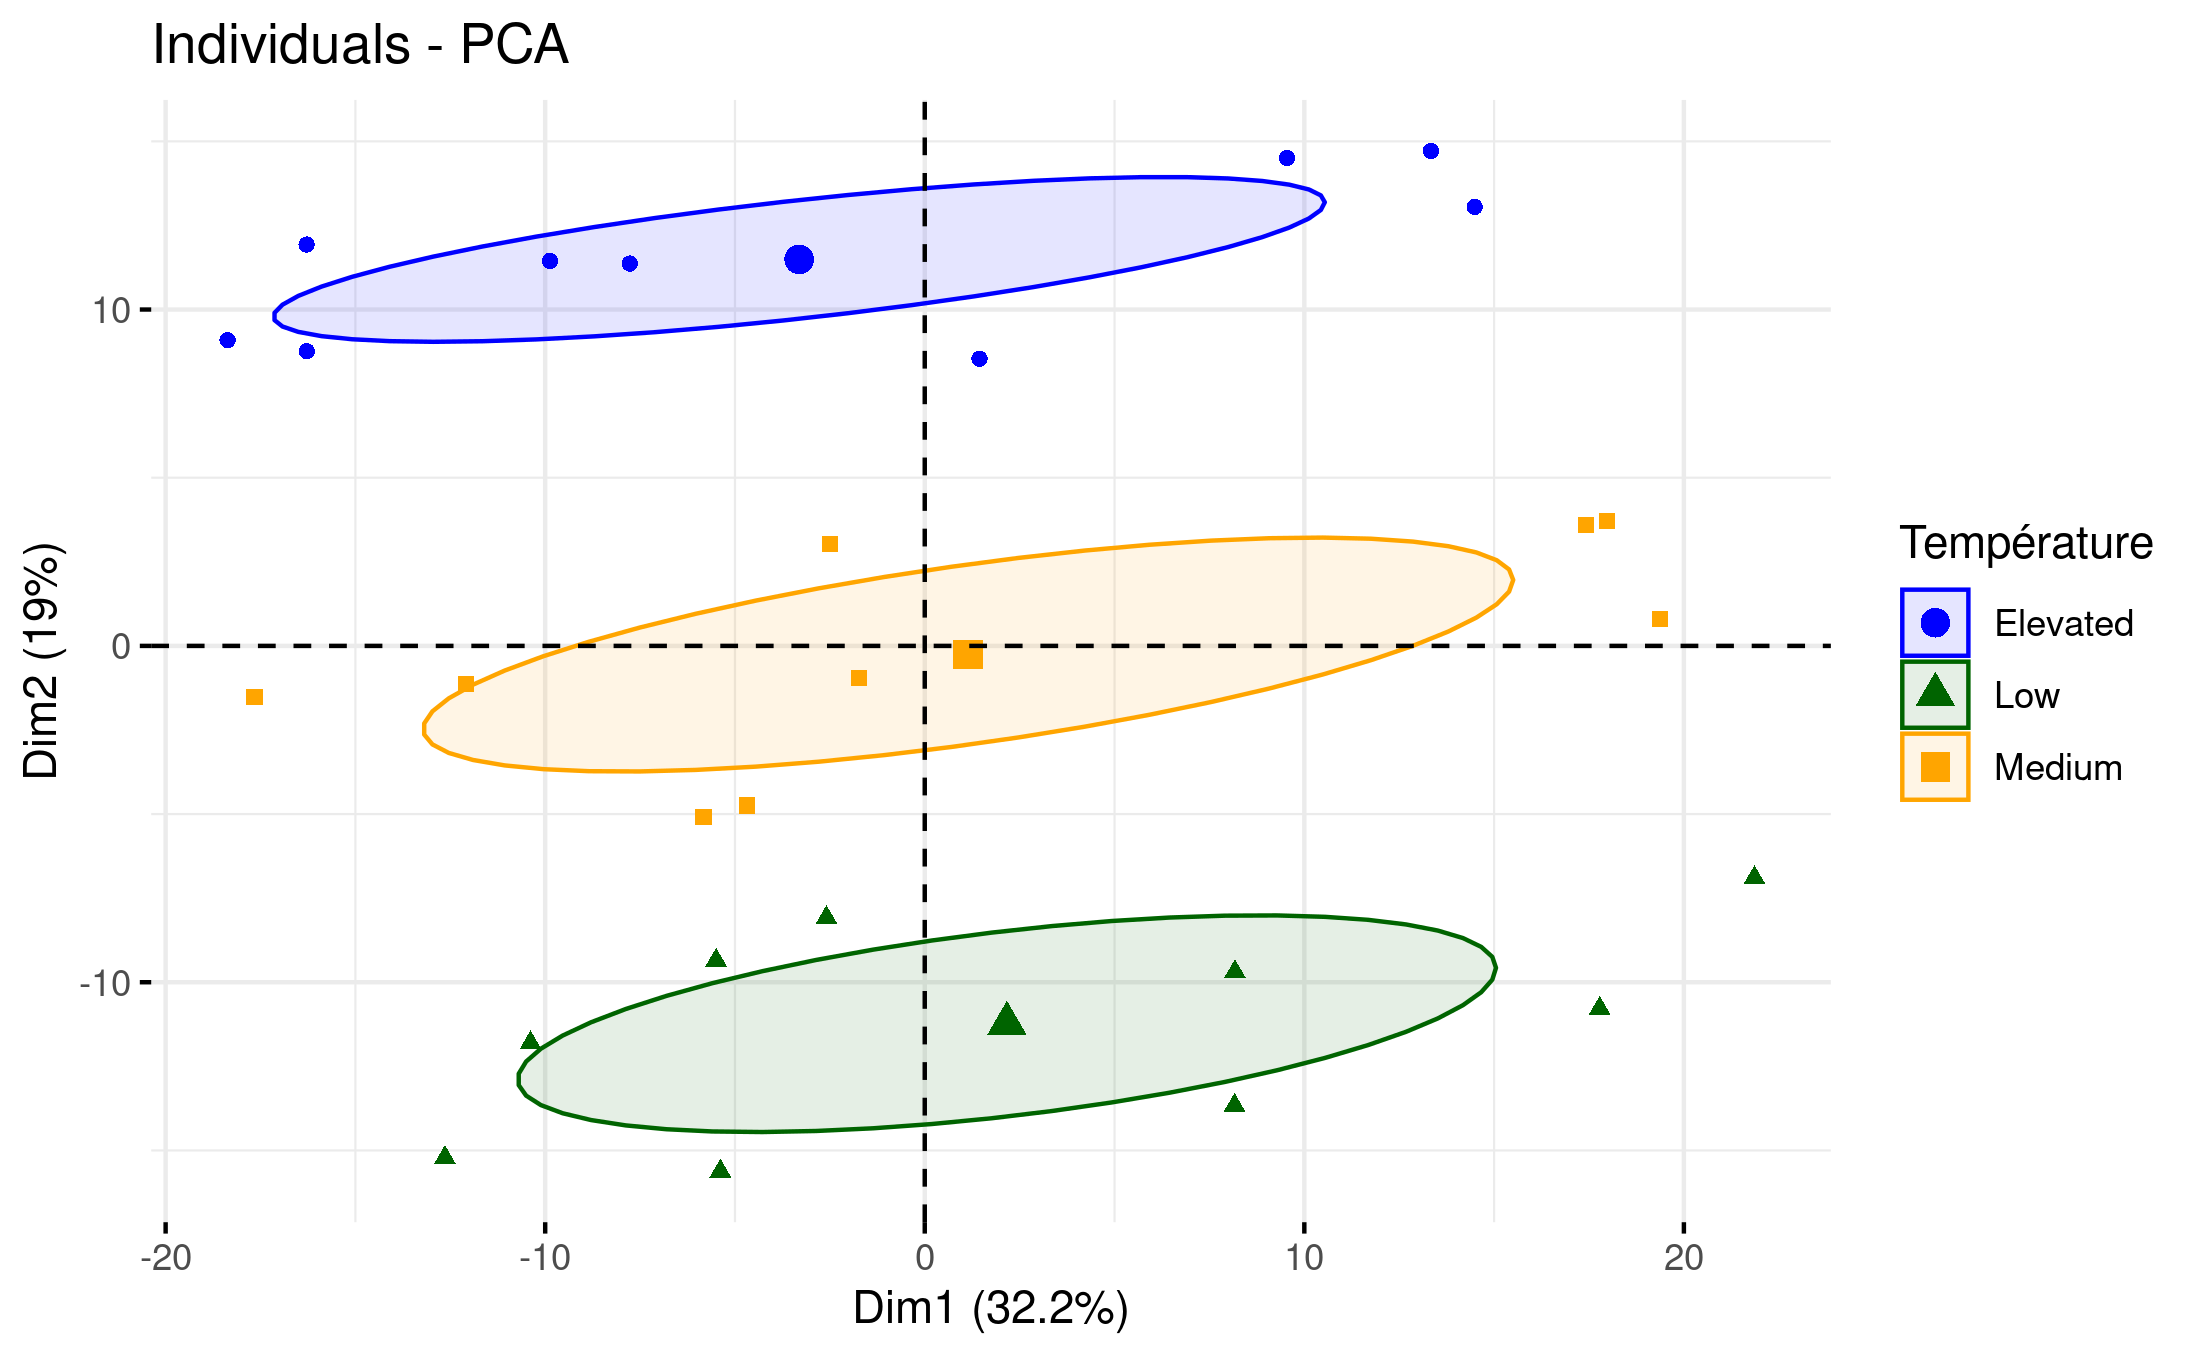 Individuals - PCA
10
0
-10
-20
-10
0
10
20
Dim1 (32.2%)
Dim2 (19%)
Température
Elevated
Low
Medium